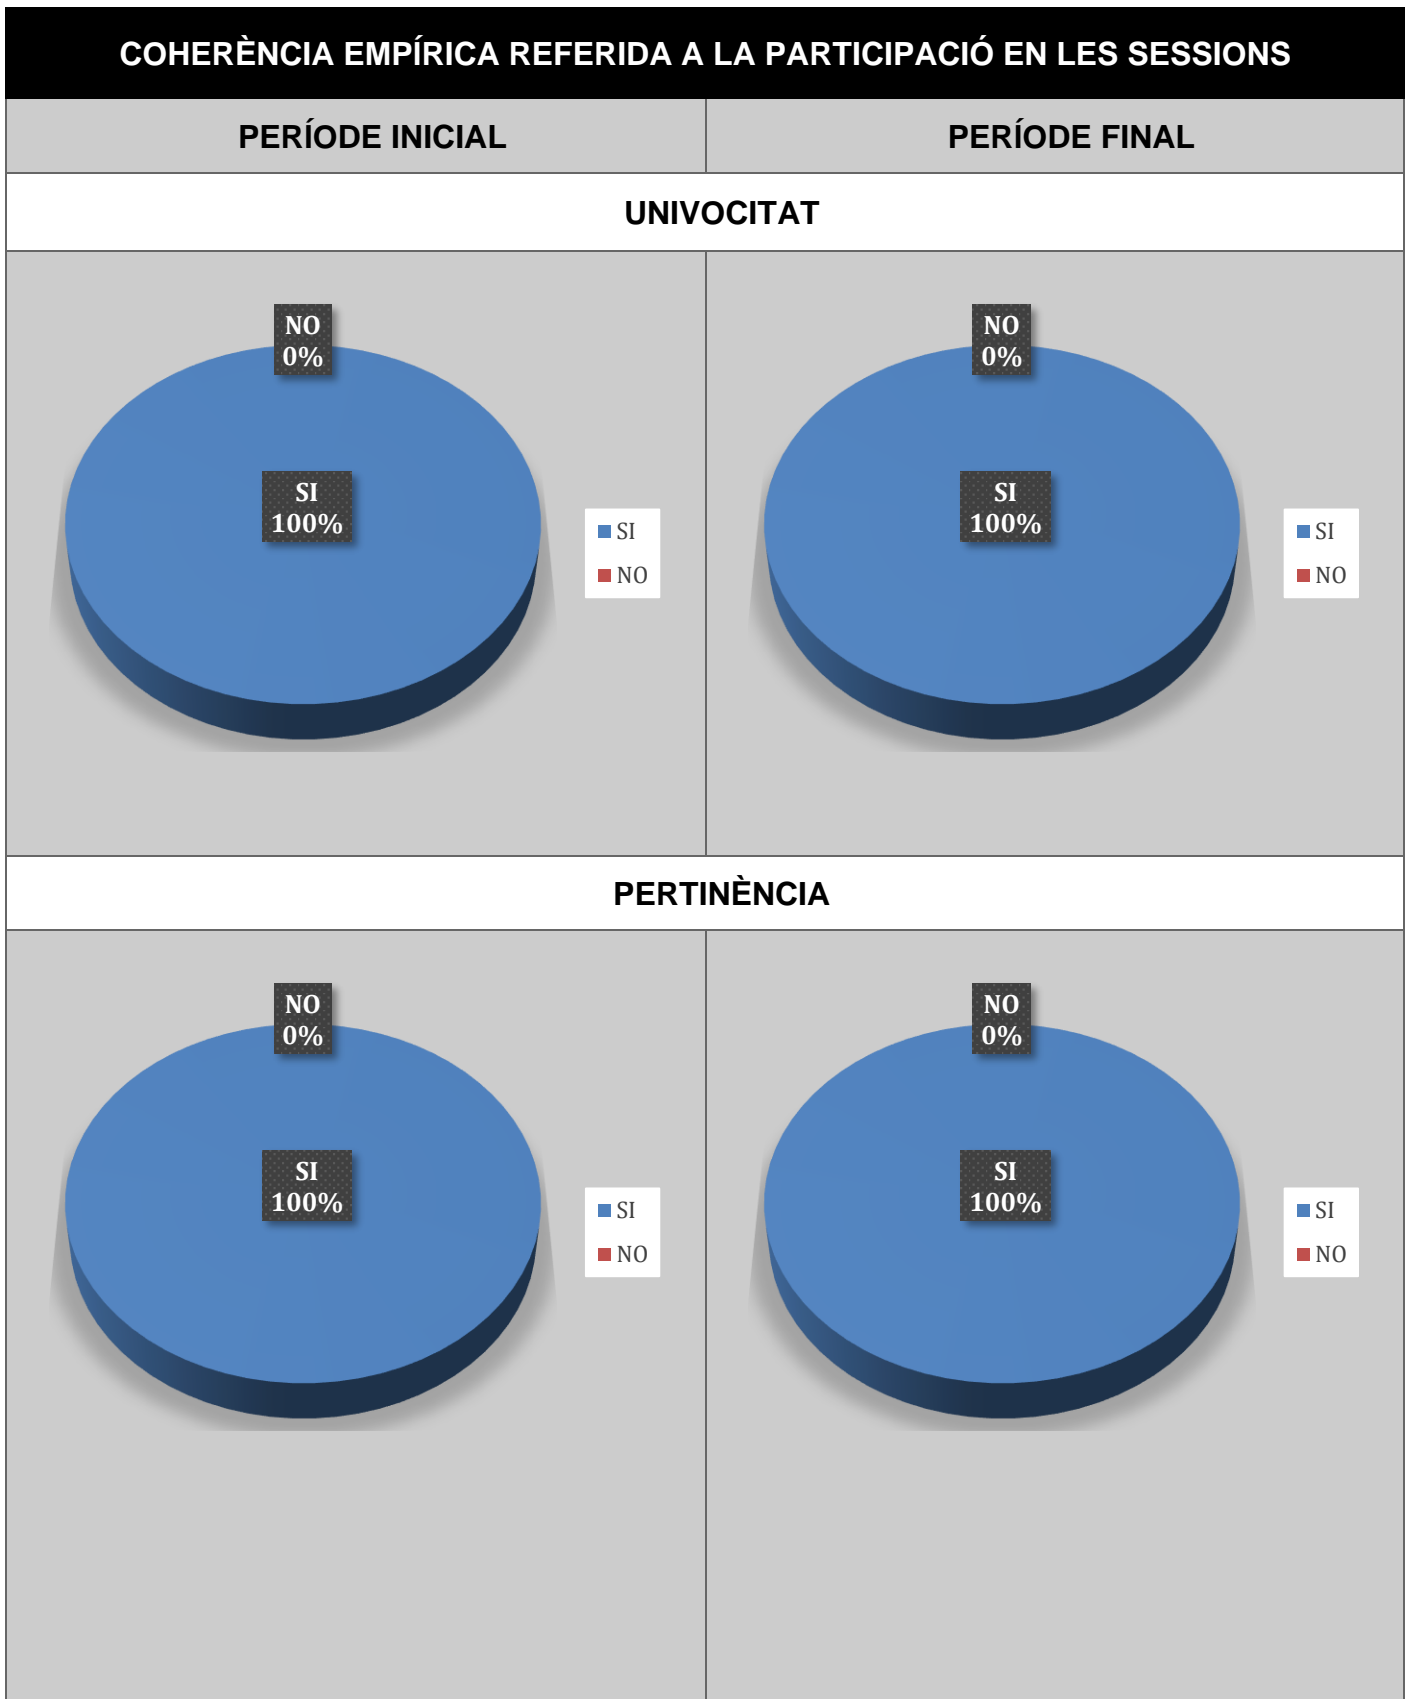 COHERÈNCIA EMPÍRICA REFERIDA A LA PARTICIPACIÓ EN LES SESSIONS
PERÍODE INICIAL
PERÍODE FINAL
UNIVOCITAT
NO
0%
SI
100%
SI
NO
NO
0%
SI
100%
SI
NO
PERTINÈNCIA
NO
0%
SI
100%
SI
NO
NO
0%
SI
100%
SI
NO